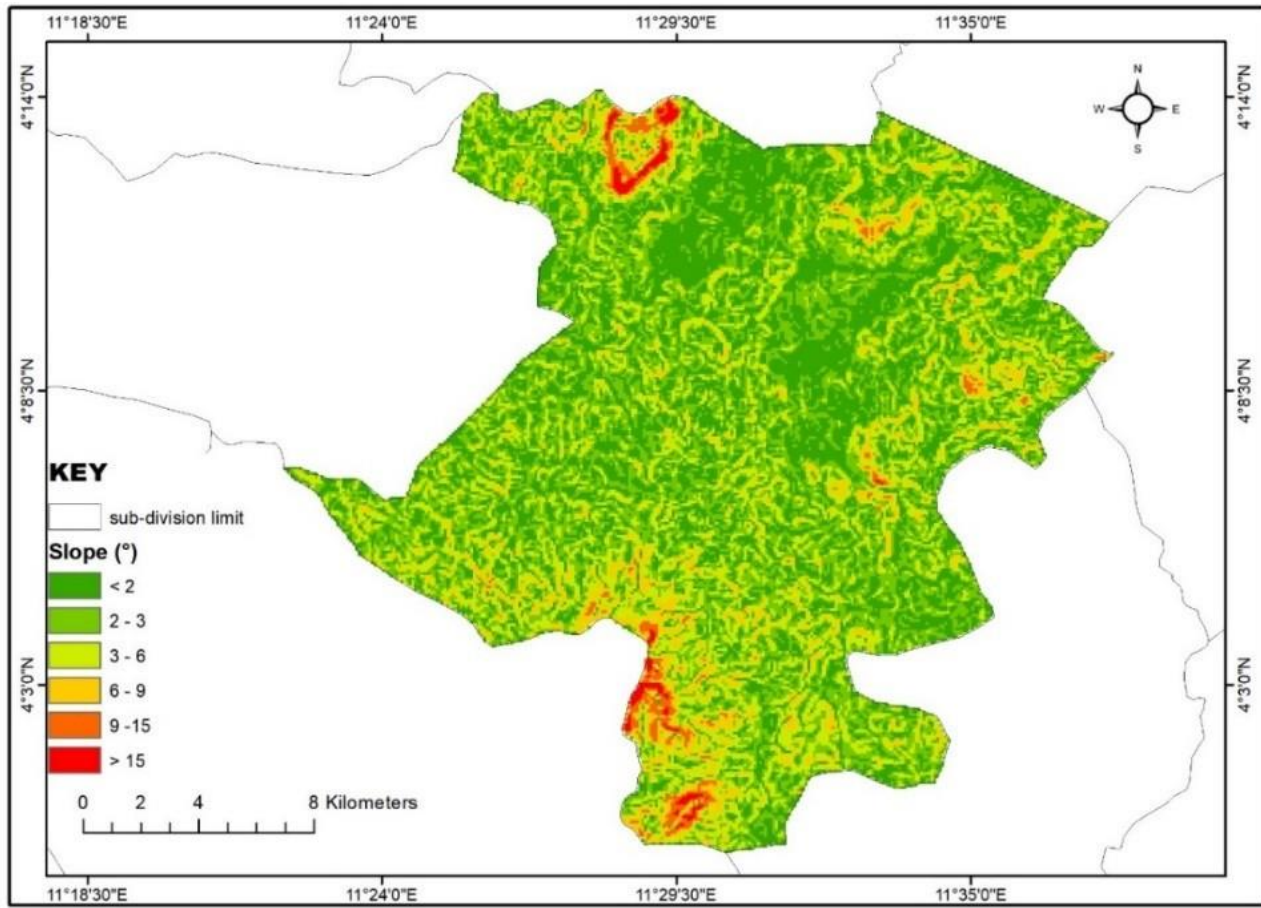 11°18'30"E 11°24'0"E 11°29'30"E 11°35'0"E
4°14'0"N
4°14'0"N
N
W E
S
4°8'30"N
4°8'30"N
KEY
sub-division limit
Slope (°)
< 2
2 - 3
3 - 6
6 - 9
9 -15
> 15
4°3'0"N
4°3'0"N
0 2 4 8 Kilometers
11°18'30"E 11°24'0"E 11°29'30"E 11°35'0"E